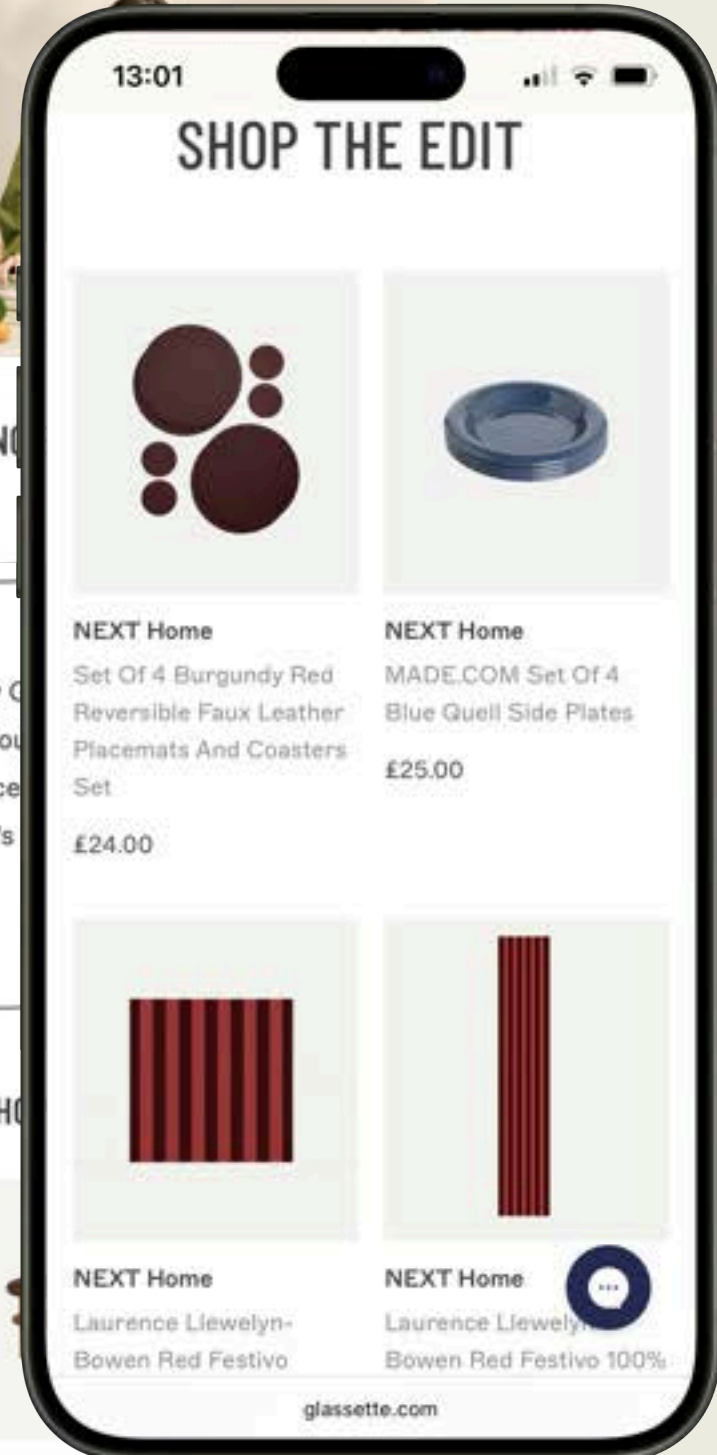 13:01
SHOP THE EDIT
NEXT Home
Set Of 4 Burgundy Red
Reversible Faux Leather
Placemats And Coasters
Set
£24.00
NEXT Home
MADE.COM Set Of 4
Blue Quell Side Plates
£25.00
NEXT Home
Laurence Llewelyn-
Bowen Red Festivo
NEXT Home
Laurence
Bowen Red Festivo 100%
glassette.com